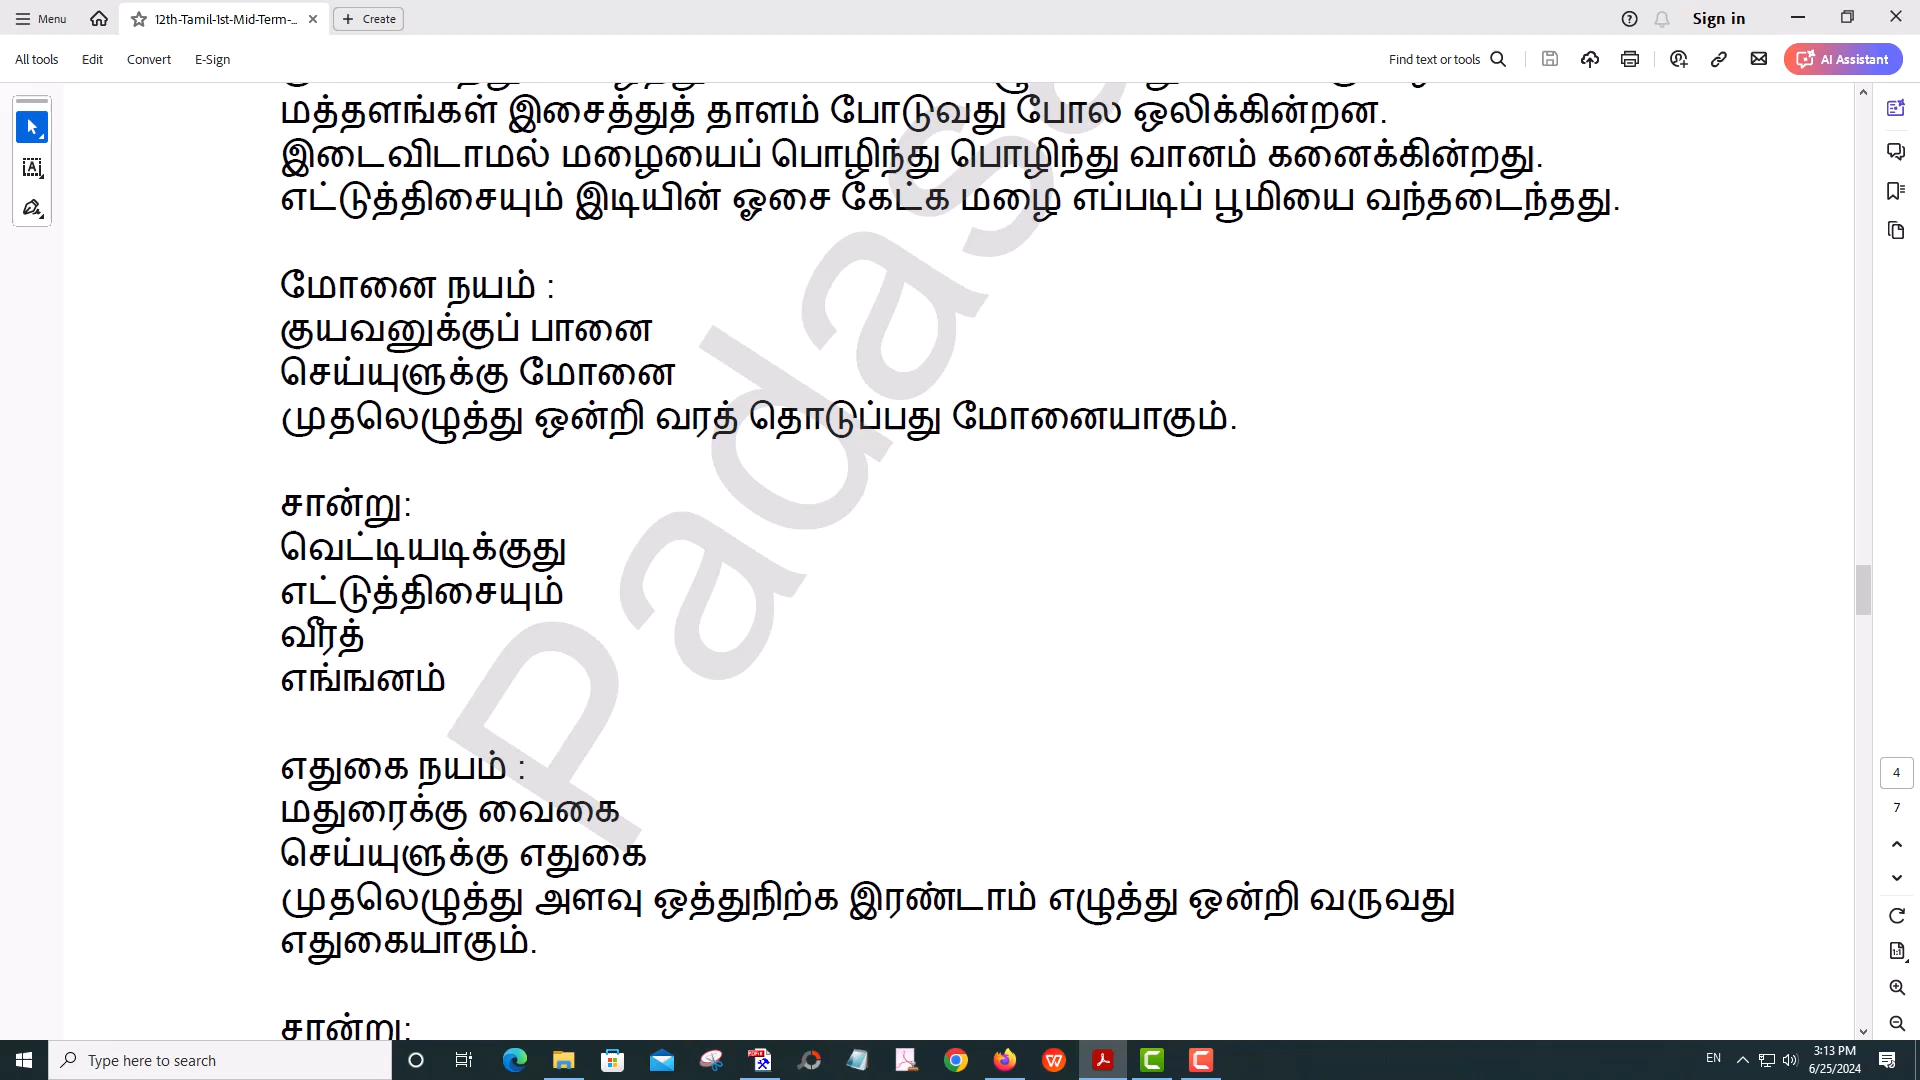 Menu
12th-Tamil-1st-Mid-Term-...
Create
Sign in
All tools
Edit
Convert
E-Sign
Find text or tools
AI Assistant
மத்தளங்கள் இசைத்துத் தாளம் போடுவது போல ஒலிக்கின்றன.
இடைவிடாமல் மழையைப் பொழிந்து பொழிந்து வானம் கனைக்கின்றது.
எட்டுத்திசையும் இடியின் ஓசை கேட்க மழை எப்படிப் பூமியை வந்தடைந்தது.
மோனை நயம் :
குயவனுக்குப் பானை
செய்யுளுக்கு மோனை
முதலெழுத்து ஒன்றி வரத் தொடுப்பது மோனையாகும்.
சான்று:
வெட்டியடிக்குது
எட்டுத்திசையும்
வீரத்
எங்ஙனம்
எதுகை நயம் :
மதுரைக்கு வைகை
செய்யுளுக்கு எதுகை
முதலெழுத்து அளவு ஒத்துநிற்க இரண்டாம் எழுத்து ஒன்றி வருவது
எதுகையாகும்.
சான்று:
Padas
4
7
Type here to search
EN
3:13 PM
6/25/2024